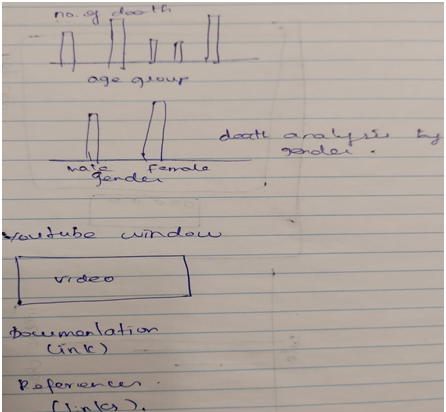 no. of death
age group
death analysis by
gender.
male Female
gender
Youtube window
video
Documentation
(link)
References.
(links).